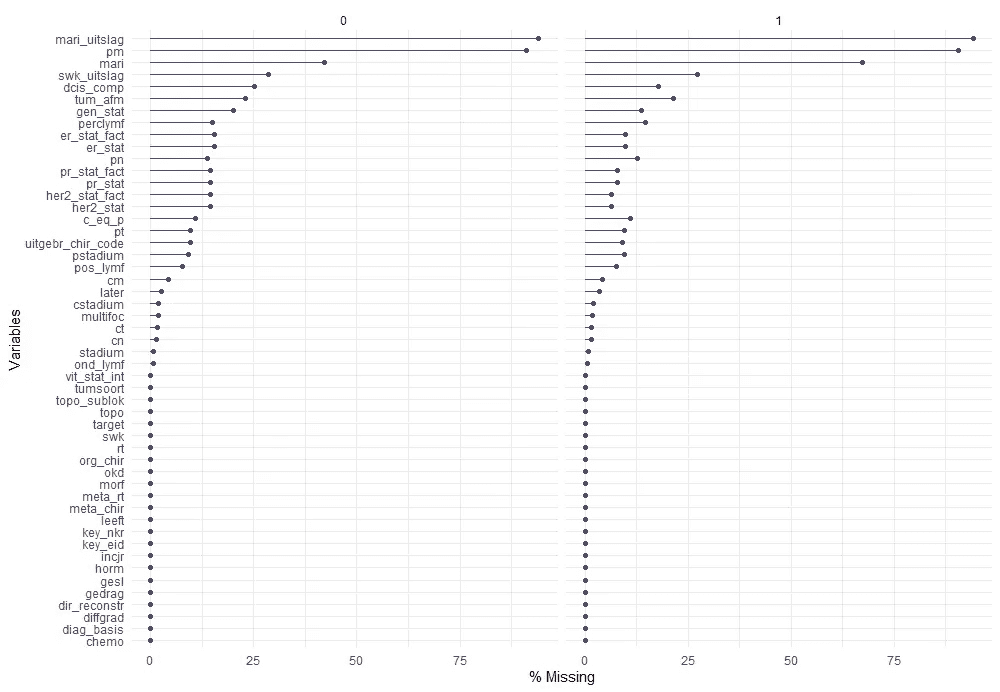 0 1
mari_uitslag
pm
mari
swk_uitslag
dcis_comp
tum_afm
gen_stat
perclymf
er_stat_fact
er_stat
pn
pr_stat_fact
pr_stat
her2_stat_fact
her2_stat
c_eq_p
pt
uitgebr_chir_code
pstadium
pos_lymf
cm
later
cstadium
multifoc
ct
cn
stadium
ond_lymf
vit_stat_int
tumsoort
topo_sublok
topo
target
swk
rt
org_chir
okd
morf
meta_rt
meta_chir
leeft
key_nkr
key_eid
incjr
horm
gesl
gedrag
dir_reconstr
diffgrad
diag_basis
chemo
Variables
0 25 50 75 0 25 50 75
% Missing